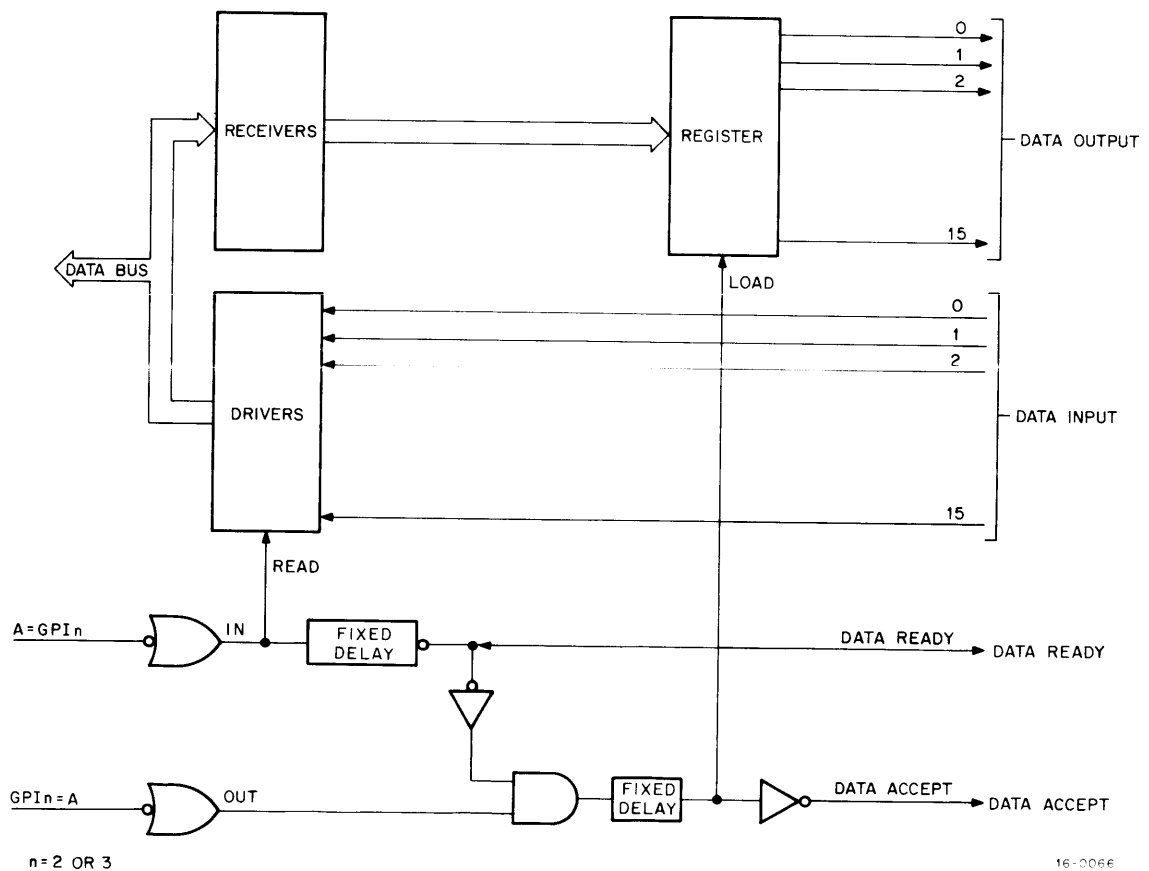 0
1
2
RECEIVERS
REGISTER
DATA OUTPUT
15
DATA BUS
LOAD
0
1
2
DRIVERS
DATA INPUT
15
READ
A=GPIn
IN
FIXED
DELAY
DATA READY
DATA READY
GPIn=A
OUT
FIXED
DELAY
DATA ACCEPT
DATA ACCEPT
n=2 OR 3
16-0066